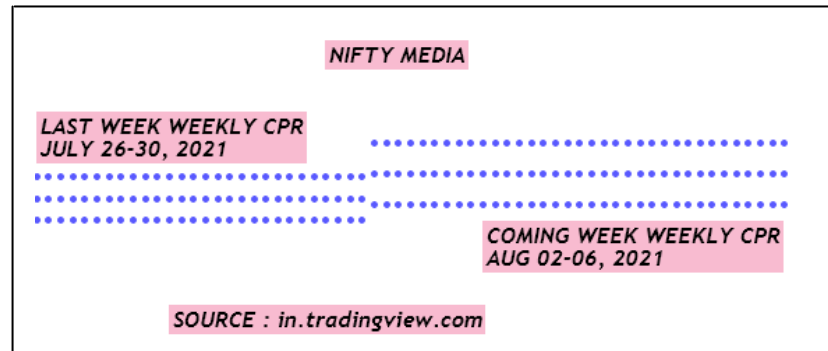 NIFTY MEDIA
LAST WEEK WEEKLY CPR
JULY 26-30, 2021
COMING WEEK WEEKLY CPR
AUG 02-06, 2021
SOURCE : in.tradingview.com